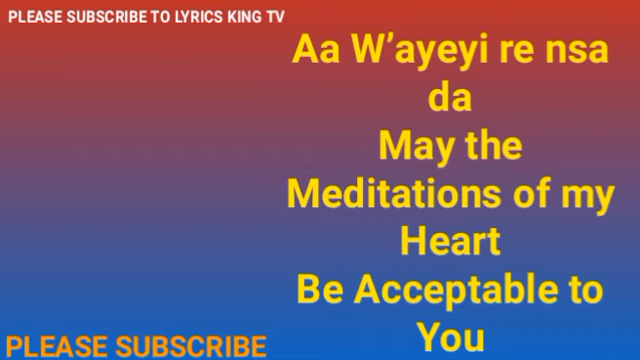 PLEASE SUBSCRIBE TO LYRICS KING TV
Aa W’ayeyi re nsa
da
May the
Meditations of my
Heart
Be Acceptable to
You
PLEASE SUBSCRIBE